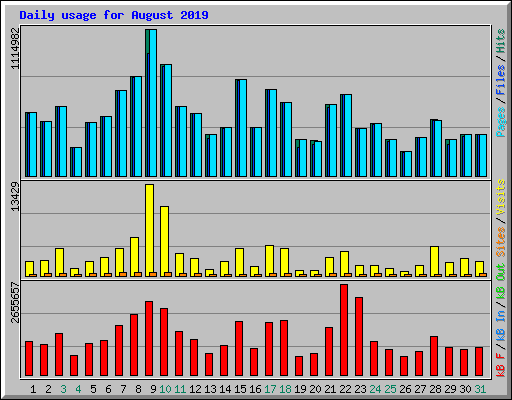 Daily usage for August 2019
1114982
Pages / Files / Hits
13429
Sites / Visits
2655657
kB F / kB In / kB Out
1 2 3 4 5 6 7 8 9 10 11 12 13 14 15 16 17 18 19 20 21 22 23 24 25 26 27 28 29 30 31